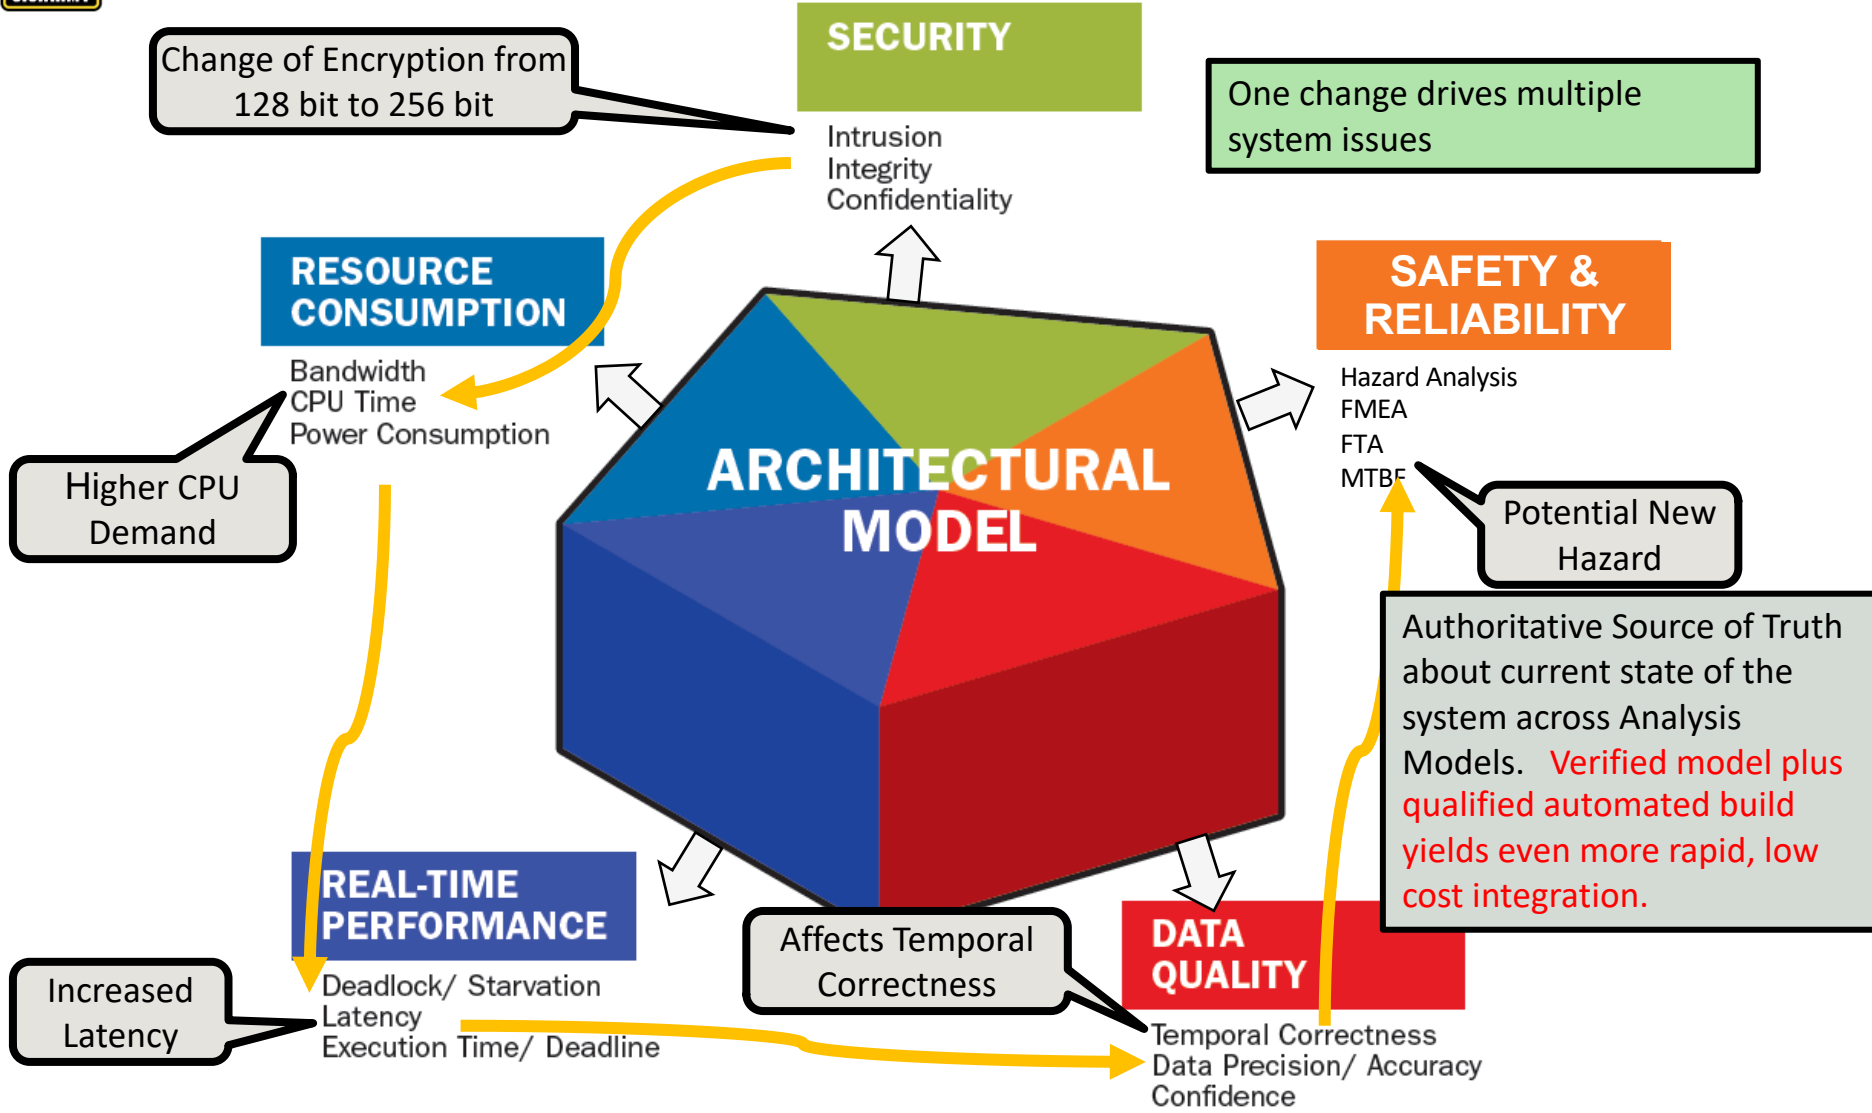 Change of Encryption from
128 bit to 256 bit
SECURITY
Intrusion
Integrity
Confidentiality
One change drives multiple
system issues
RESOURCE
CONSUMPTION
Bandwidth
CPU Time
Power Consumption
Higher CPU
Demand
SAFETY &
RELIABILITY
Hazard Analysis
FMEA
FTA
MTBF
Potential New
Hazard
ARCHITECTURAL
MODEL
Authoritative Source of Truth
about current state of the
system across Analysis
Models. Verified model plus
qualified automated build
yields even more rapid, low
cost integration.
REAL-TIME
PERFORMANCE
Deadlock/ Starvation
Latency
Execution Time/ Deadline
Increased
Latency
Affects Temporal
Correctness
DATA
QUALITY
Temporal Correctness
Data Precision/ Accuracy
Confidence